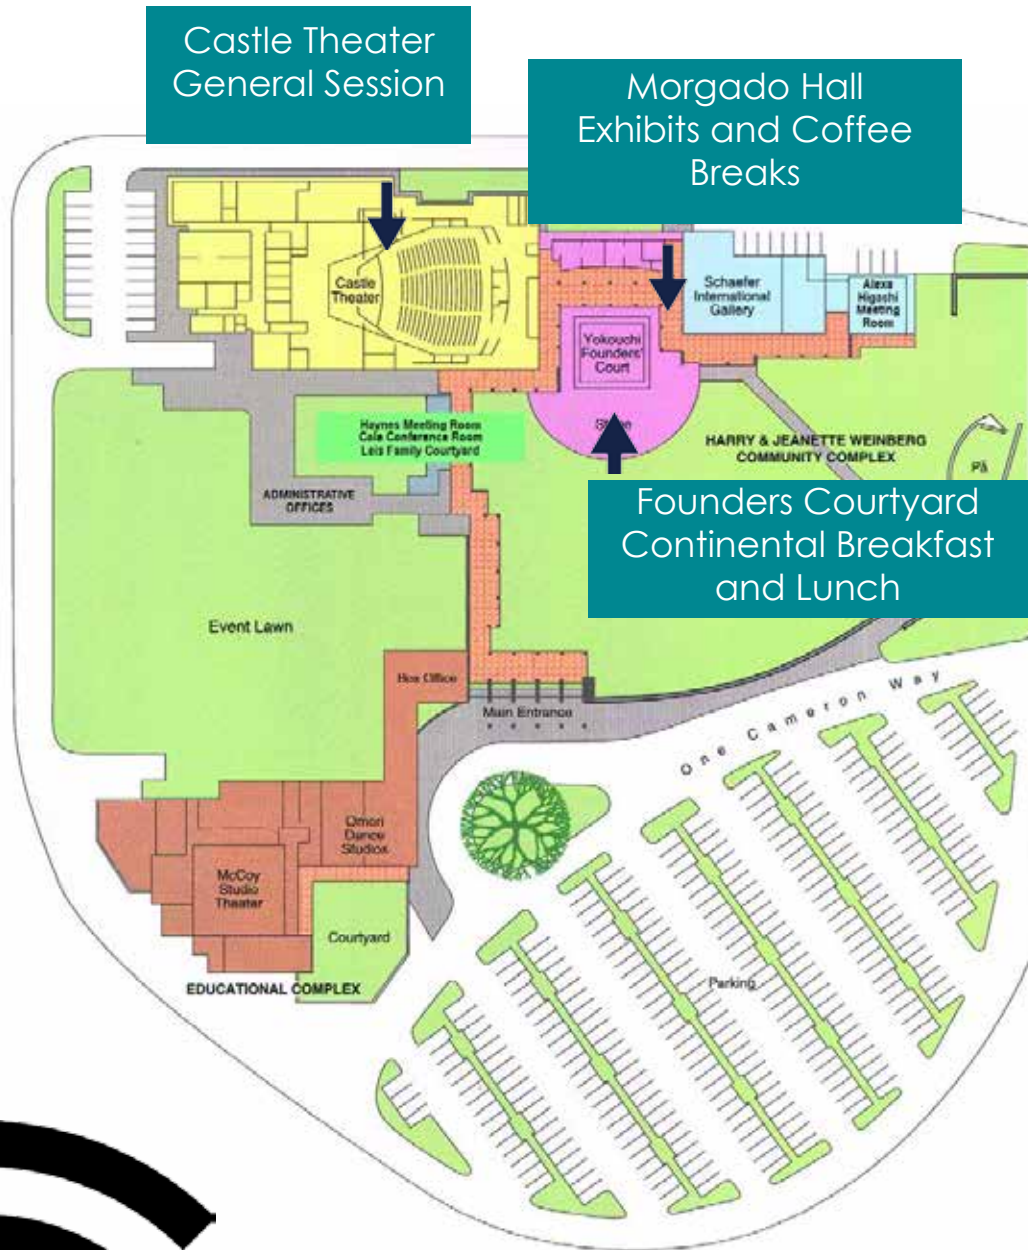 Castle Theater
General Session
Morgado Hall
Exhibits and Coffee
Breaks
Castle
Theater
Schaefer
International
Gallery
Alexa
Higashi
Meeting
Room
Yokouchi
Founders'
Court
Haynes Meeting Room
Cala Conference Room
Leis Family Courtyard
HARRY & JEANETTE WEINBERG
COMMUNITY COMPLEX
Pā
ADMINISTRATIVE
OFFICES
Founders Courtyard
Continental Breakfast
and Lunch
Event Lawn
Box Office
Main Entrance
One Cameron Way
Omori
Dance
Studios
McCoy
Studio
Theater
Courtyard
EDUCATIONAL COMPLEX
Parking